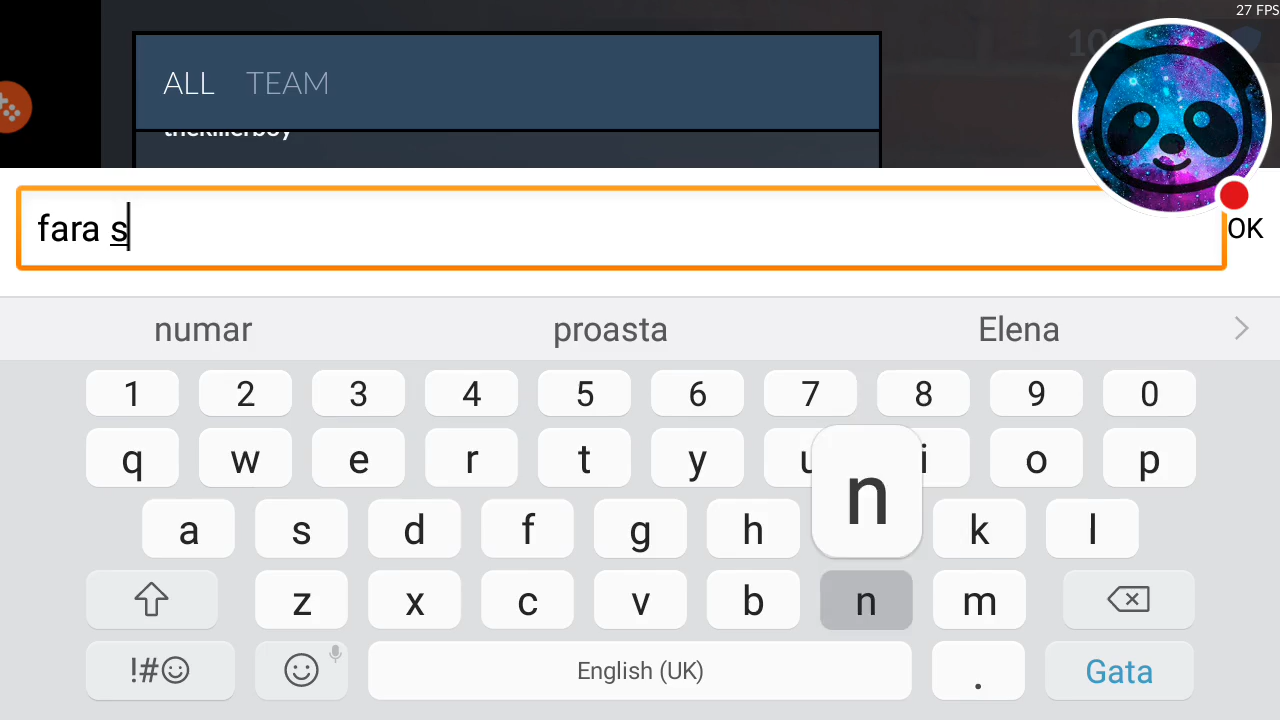 27 FPS
ALL TEAM
thekillerboy
fara s
OK
numar proasta Elena
1 2 3 4 5 6 7 8 9 0
q w e r t y u i o p
n
a s d f g h k l
z x c v b n m
!#
English (UK) . Gata